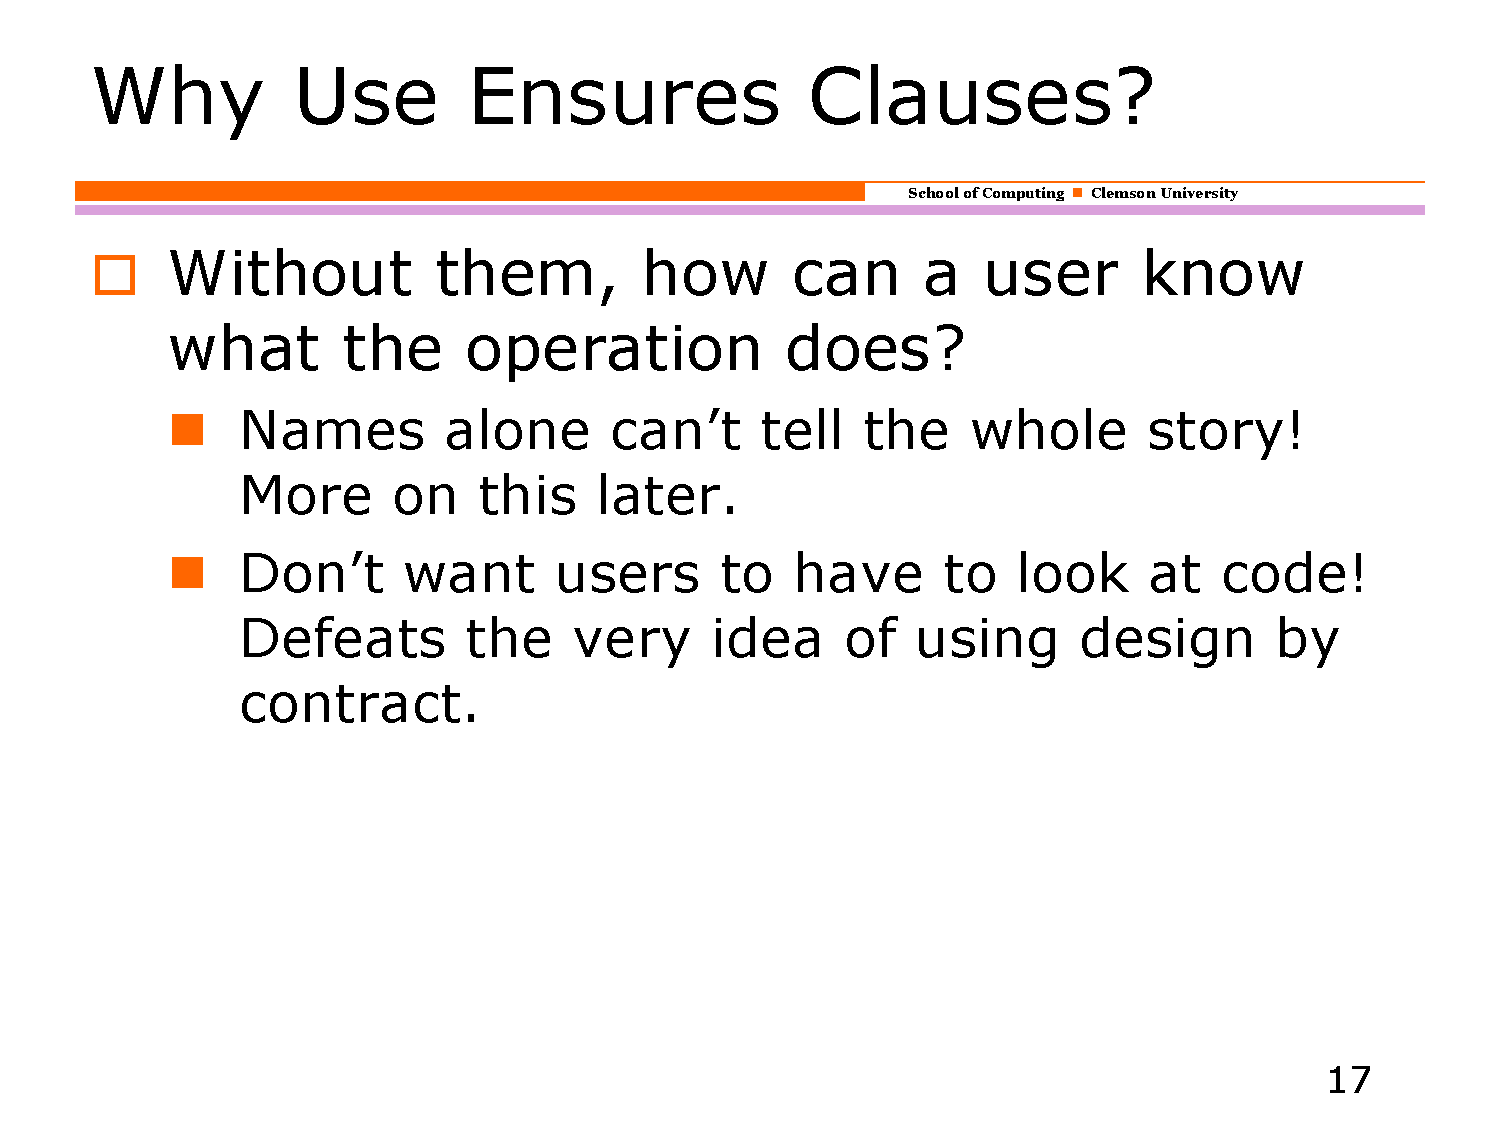 Why Use Ensures Clauses?
School of Computing ■ Clemson University
Without them, how can a user know
what the operation does?
Names alone can’t tell the whole story!
More on this later.
Don’t want users to have to look at code!
Defeats the very idea of using design by
contract.
17